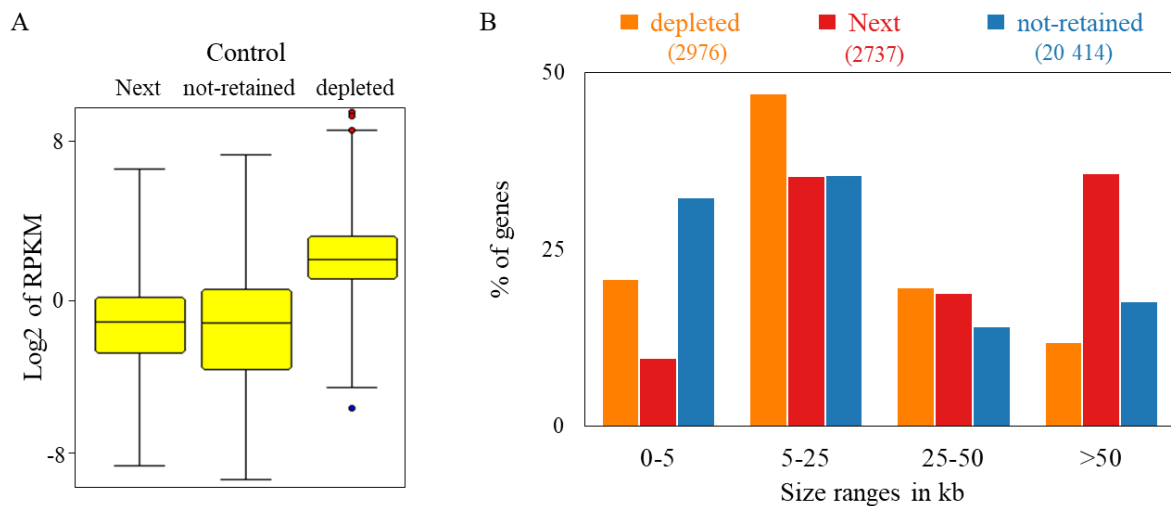 A
Control
Next not-retained depleted
8
0
-8
Log2 of RPKM
B
depleted Next not-retained
(2976) (2737) (20 414)
50
25
0
% of genes
0-5 5-25 25-50 >50
Size ranges in kb